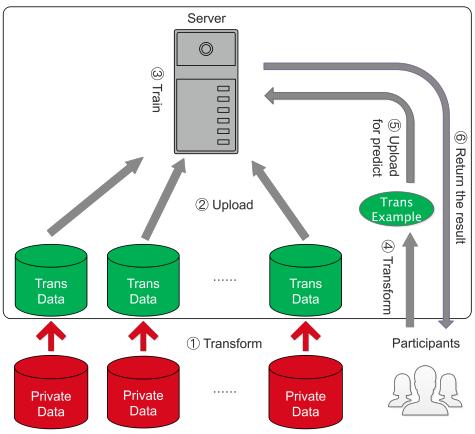 Server
③ Train
② Upload
⑤ Upload
for predict
⑥ Return the result
Trans
Example
④ Transform
Trans
Data
Trans
Data
......
Trans
Data
① Transform
Participants
Private
Data
Private
Data
......
Private
Data